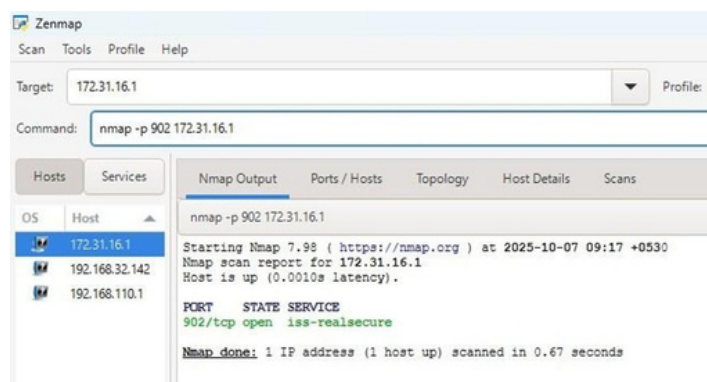 Zenmap
Scan Tools Profile Help
Target: 172.31.16.1 Profile:
Command: nmap -p 902 172.31.16.1
Hosts Services
Nmap Output Ports / Hosts Topology Host Details Scans
OS Host
nmap -p 902 172.31.16.1
172.31.16.1
192.168.32.142
192.168.110.1
Starting Nmap 7.98 ( https://nmap.org ) at 2025-10-07 09:17 +0530
Nmap scan report for 172.31.16.1
Host is up (0.0010s latency).
PORT STATE SERVICE
902/tcp open iss-realsecure
Nmap done: 1 IP address (1 host up) scanned in 0.67 seconds